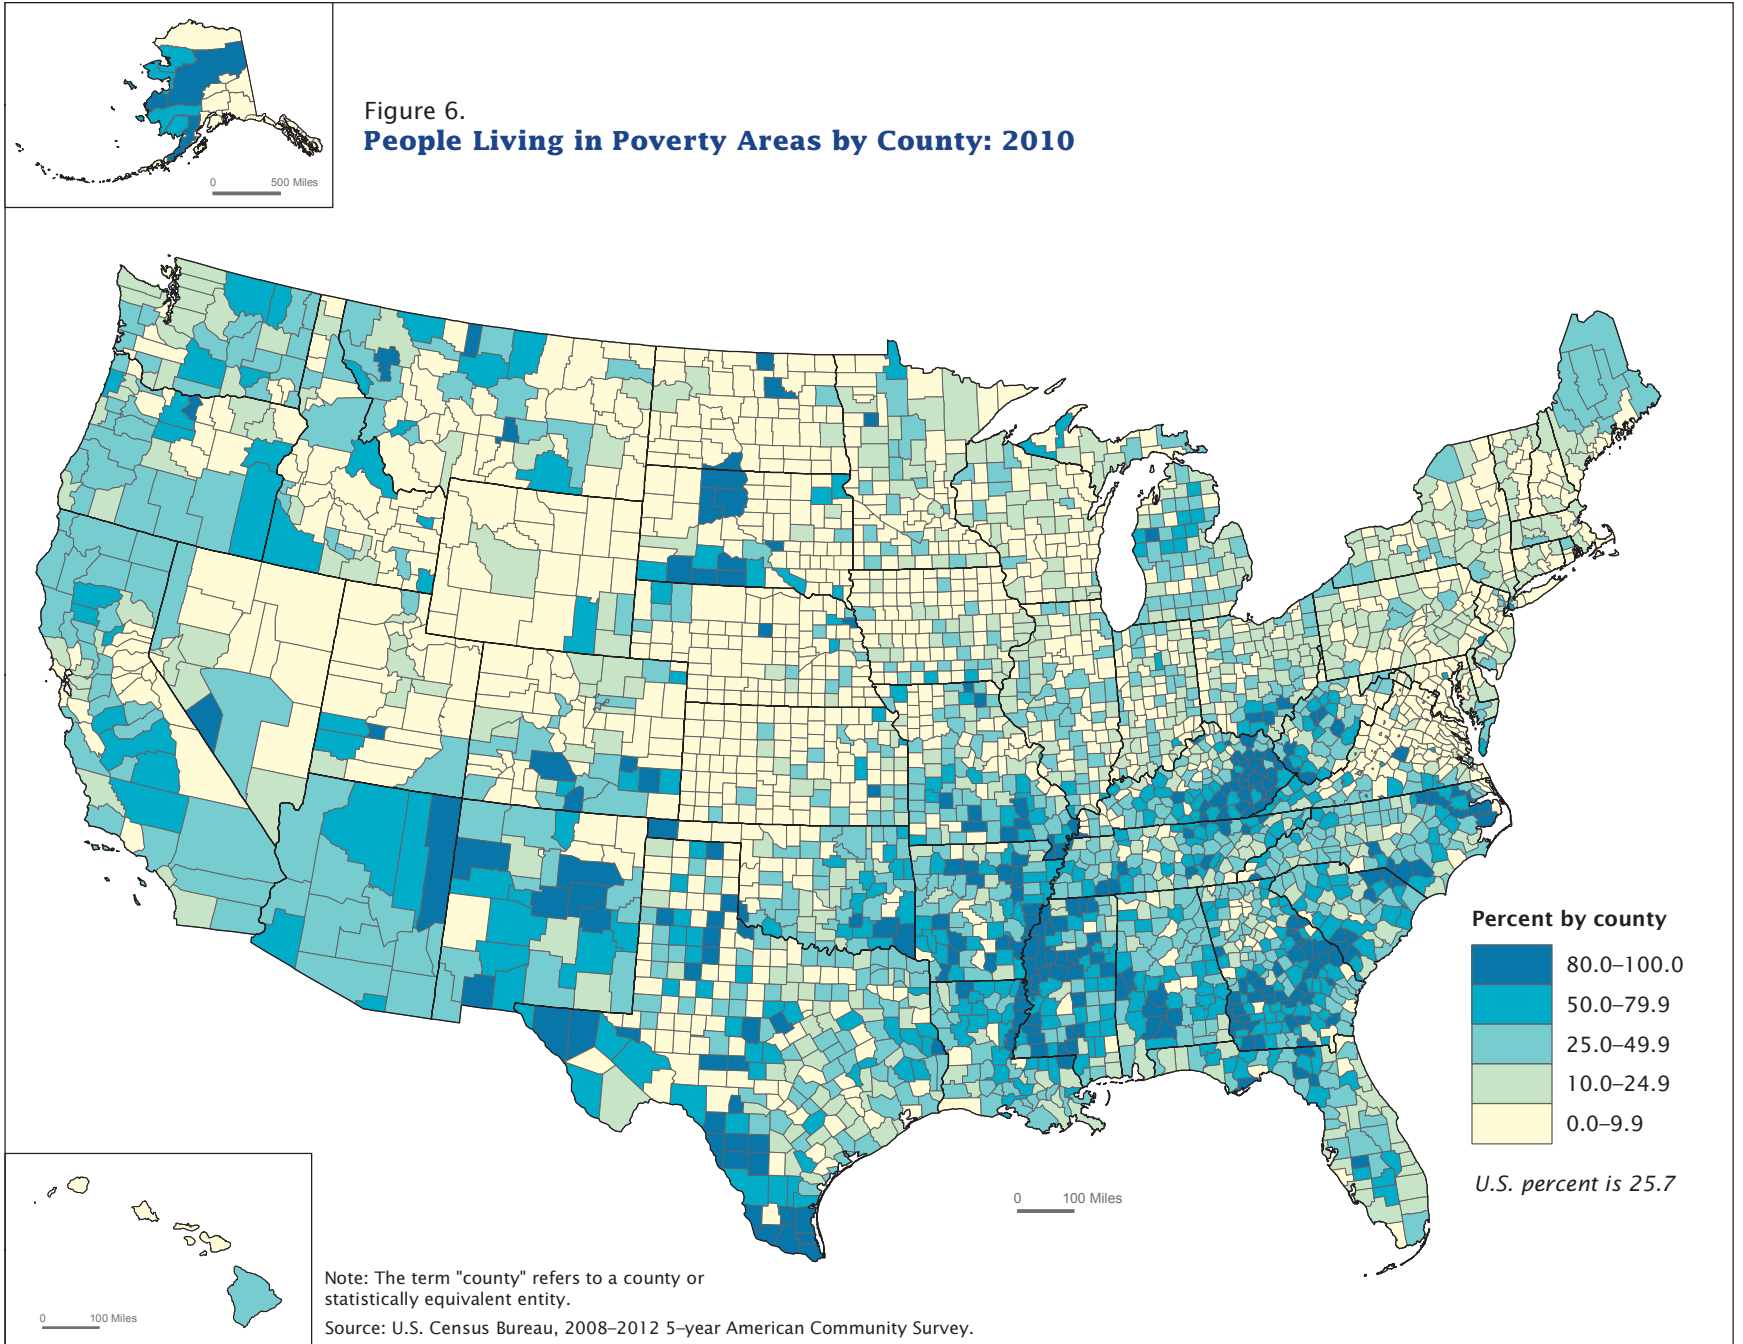 0 500 Miles
Figure 6.
People Living in Poverty Areas by County: 2010
Percent by county
80.0–100.0
50.0–79.9
25.0–49.9
10.0–24.9
0.0–9.9
U.S. percent is 25.7
0 100 Miles
0 100 Miles
Note: The term "county" refers to a county or
statistically equivalent entity.
Source: U.S. Census Bureau, 2008–2012 5–year American Community Survey.